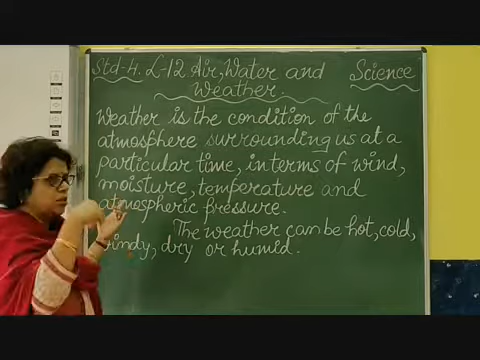 Std-4. L-12. Air, Water and Science
Weather.
Weather is the condition of the
atmosphere surrounding us at a
particular time, in terms of wind,
moisture, temperature and
atmospheric pressure.
The weather can be hot, cold,
windy, dry or humid.